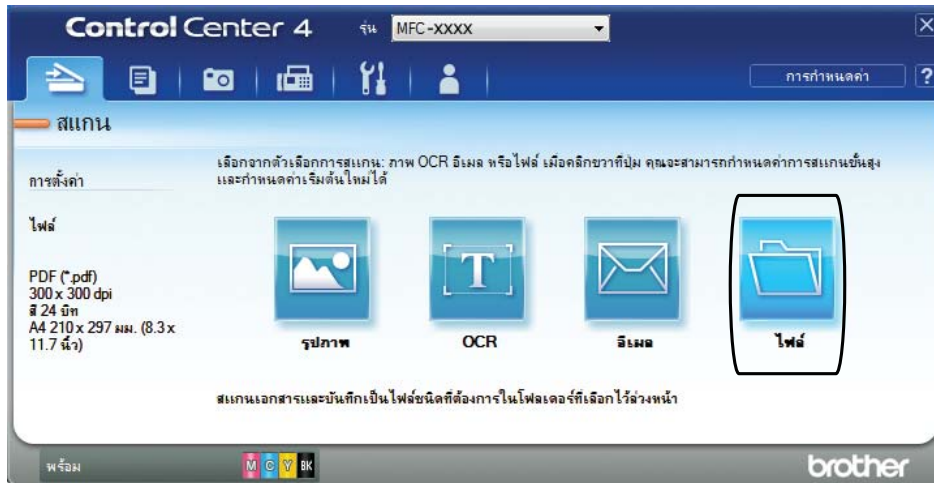 Control Center 4
รุ่น
MFC-XXXX
X
การกำหนดค่า
?
สแกน
เลือกจากตัวเลือกการสแกน: ภาพ OCR อีเมล หรือไฟล์ เมื่อคลิกขวาที่ปุ่ม คุณจะสามารถกำหนดค่าการสแกนขั้นสูง
และกำหนดค่าเริ่มต้นใหม่ได้
การตั้งค่า
ไฟล์
PDF (*.pdf)
300 x 300 dpi
สี 24 บิท
A4 210 x 297 มม. (8.3 x
11.7 นิ้ว)
T
รูปภาพ
OCR
อีเมล
ไฟล์
สแกนเอกสารและบันทึกเป็นไฟล์ชนิดที่ต้องการในโฟลเดอร์ที่เลือกไว้ล่วงหน้า
พร้อม
M C Y BK
brother